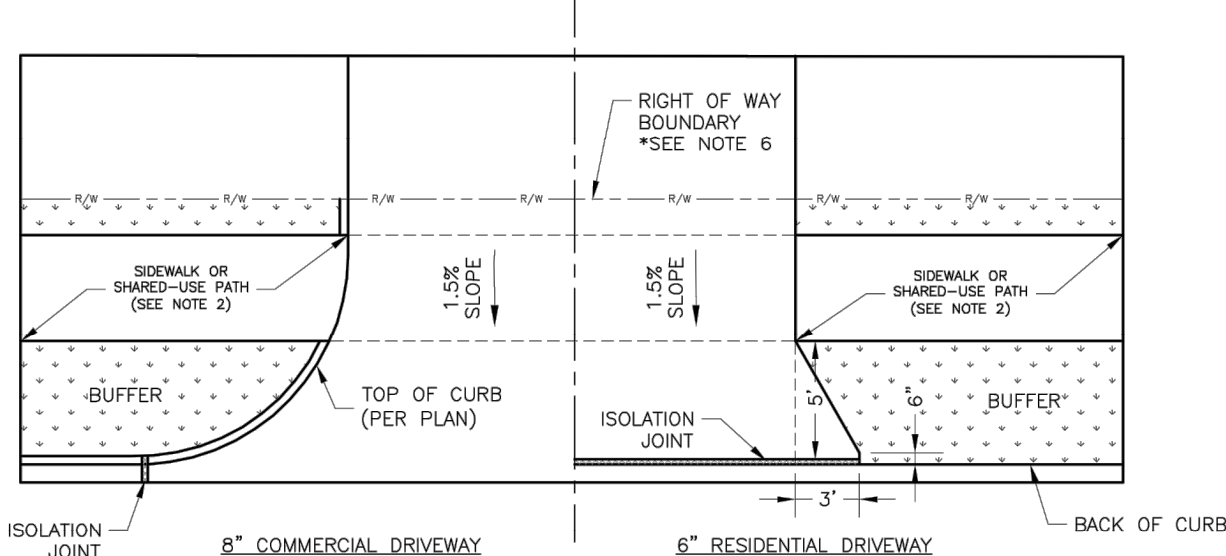 RIGHT OF WAY
BOUNDARY
*SEE NOTE 6
R/W
R/W
R/W
R/W
R/W
R/W
R/W
SIDEWALK OR
SHARED-USE PATH
(SEE NOTE 2)
1.5%
SLOPE
1.5%
SLOPE
SIDEWALK OR
SHARED-USE PATH
(SEE NOTE 2)
BUFFER
TOP OF CURB
(PER PLAN)
ISOLATION
JOINT
5'
6"
BUFFER
3'
ISOLATION
JOINT
8" COMMERCIAL DRIVEWAY
6" RESIDENTIAL DRIVEWAY
BACK OF CURB